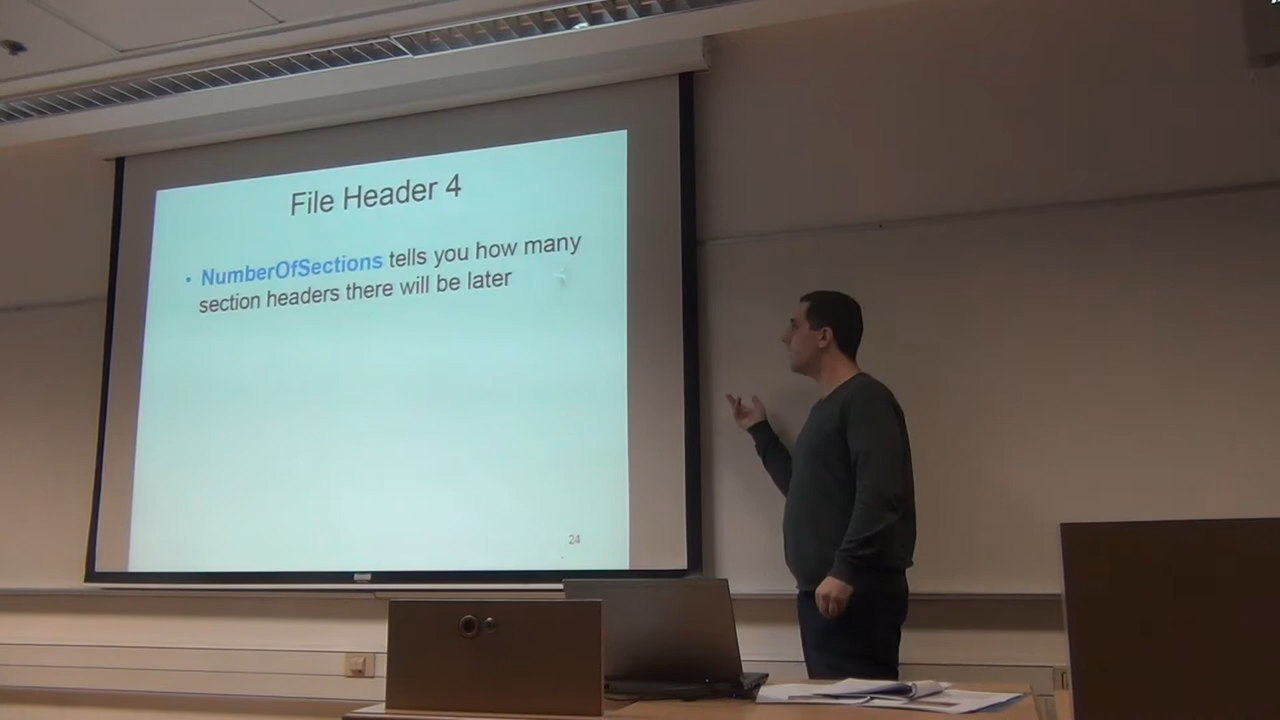 File Header 4
• NumberOfSections tells you how many
section headers there will be later
24